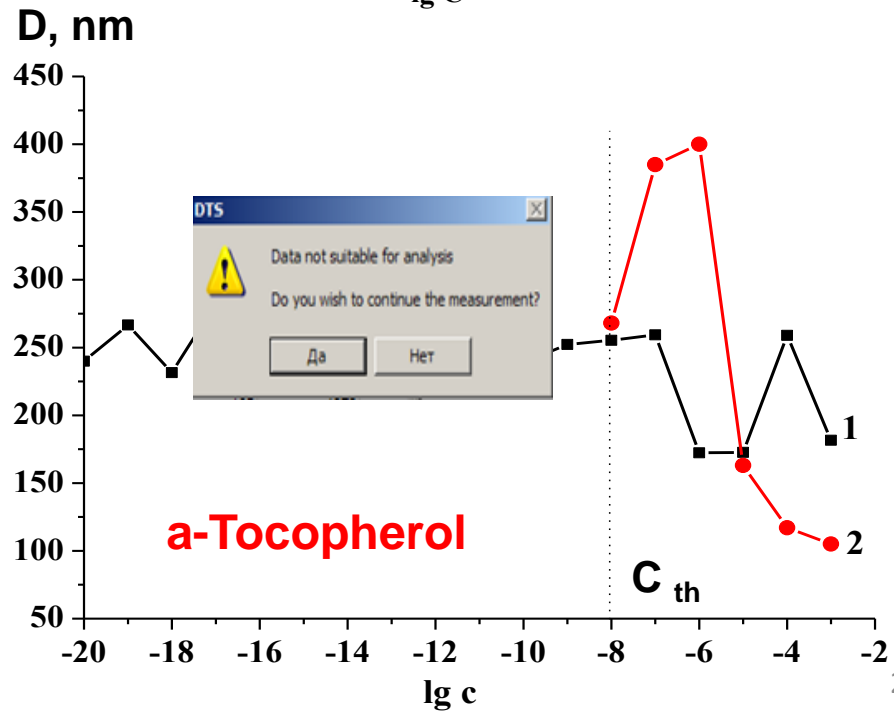 lg C
D, nm
450
400
350
300
250
200
150
100
50
DTS
Data not suitable for analysis
Do you wish to continue the measurement?
Да Нет
1
2
a-Tocopherol
C th
-20 -18 -16 -14 -12 -10 -8 -6 -4 -2
lg c